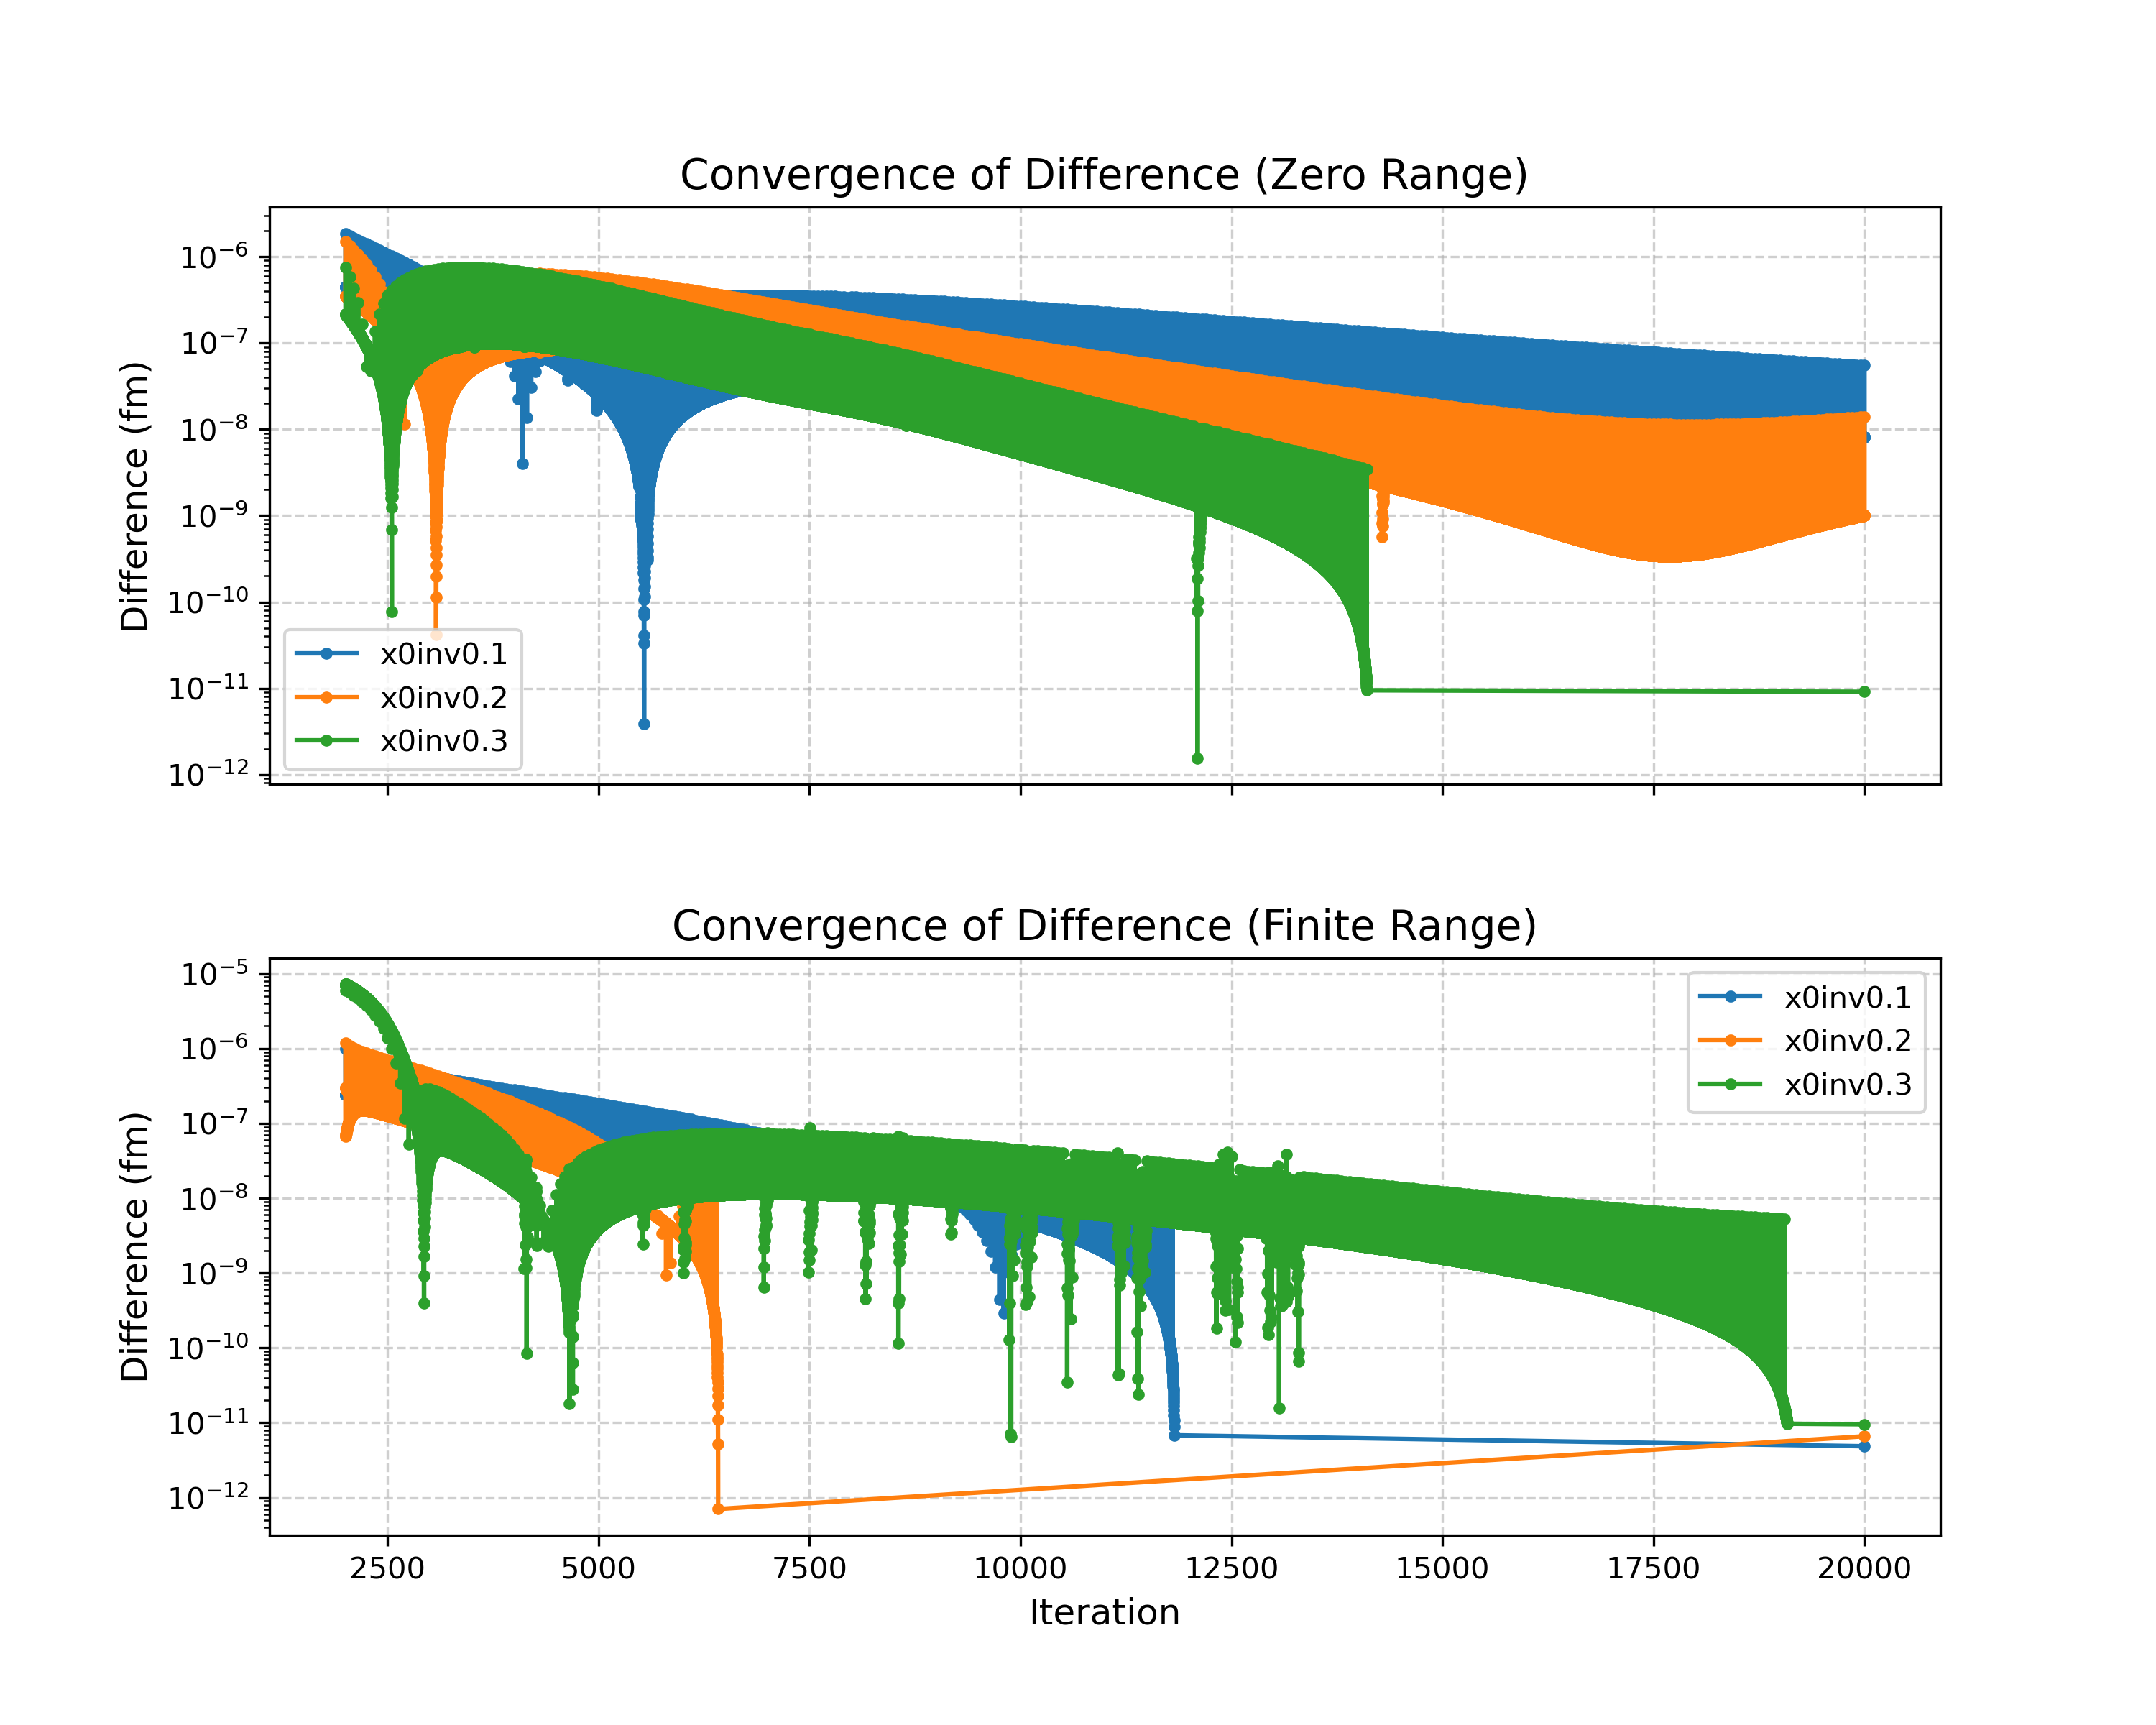 Convergence of Difference (Zero Range)
Difference (fm)
10⁻⁶
10⁻⁷
10⁻⁸
10⁻⁹
10⁻¹⁰
10⁻¹¹
10⁻¹²
x0inv0.1
x0inv0.2
x0inv0.3
Convergence of Difference (Finite Range)
Difference (fm)
10⁻⁵
10⁻⁶
10⁻⁷
10⁻⁸
10⁻⁹
10⁻¹⁰
10⁻¹¹
10⁻¹²
x0inv0.1
x0inv0.2
x0inv0.3
2500 5000 7500 10000 12500 15000 17500 20000
Iteration